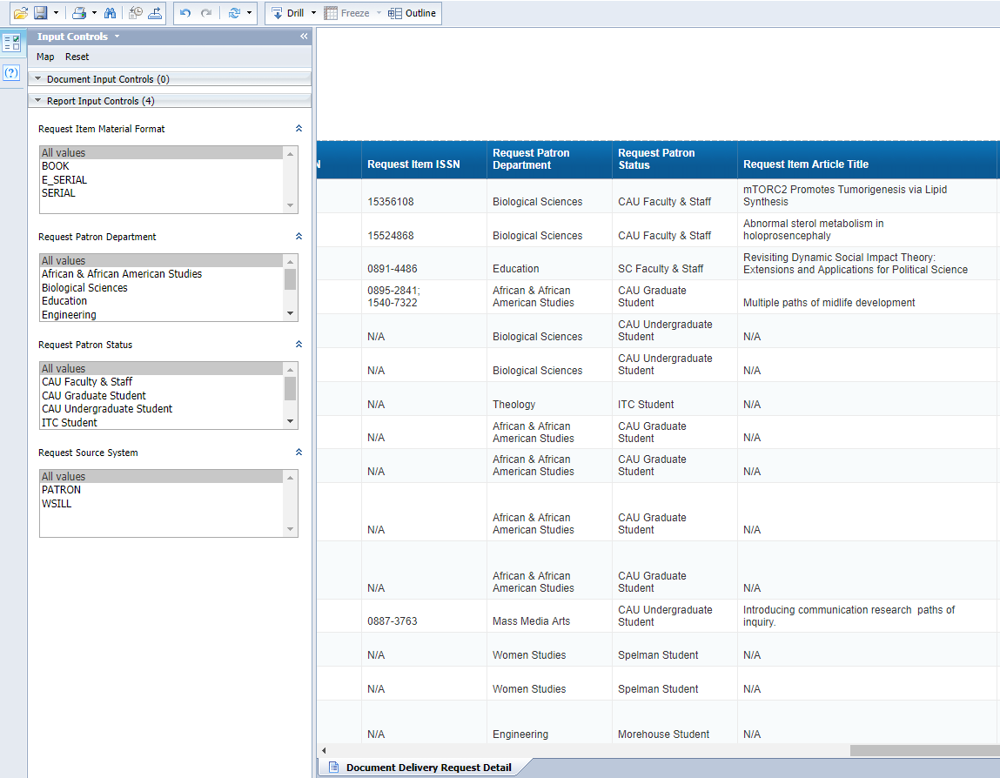 Drill Freeze Outline
Input Controls
Map Reset
Document Input Controls (0)
Report Input Controls (4)
Request Item Material Format
All values
BOOK
E_SERIAL
SERIAL
Request Patron Department
All values
African & African American Studies
Biological Sciences
Education
Engineering
Request Patron Status
All values
CAU Faculty & Staff
CAU Graduate Student
CAU Undergraduate Student
ITC Student
Request Source System
All values
PATRON
WSILL
Request Item ISSN
Request Patron
Department
Request Patron
Status
Request Item Article Title
15356108
Biological Sciences
CAU Faculty & Staff
mTORC2 Promotes Tumorigenesis via Lipid
Synthesis
15524868
Biological Sciences
CAU Faculty & Staff
Abnormal sterol metabolism in
holoprosencephaly
0891-4486
Education
SC Faculty & Staff
Revisiting Dynamic Social Impact Theory:
Extensions and Applications for Political Science
0895-2841;
1540-7322
African & African
American Studies
CAU Graduate
Student
Multiple paths of midlife development
N/A
Biological Sciences
CAU Undergraduate
Student
N/A
N/A
Biological Sciences
CAU Undergraduate
Student
N/A
N/A
Theology
ITC Student
N/A
N/A
African & African
American Studies
CAU Graduate
Student
N/A
N/A
African & African
American Studies
CAU Graduate
Student
N/A
N/A
African & African
American Studies
CAU Graduate
Student
N/A
N/A
African & African
American Studies
CAU Graduate
Student
N/A
0887-3763
Mass Media Arts
CAU Undergraduate
Student
Introducing communication research  paths of
inquiry.
N/A
Women Studies
Spelman Student
N/A
N/A
Women Studies
Spelman Student
N/A
N/A
Engineering
Morehouse Student
N/A
Document Delivery Request Detail